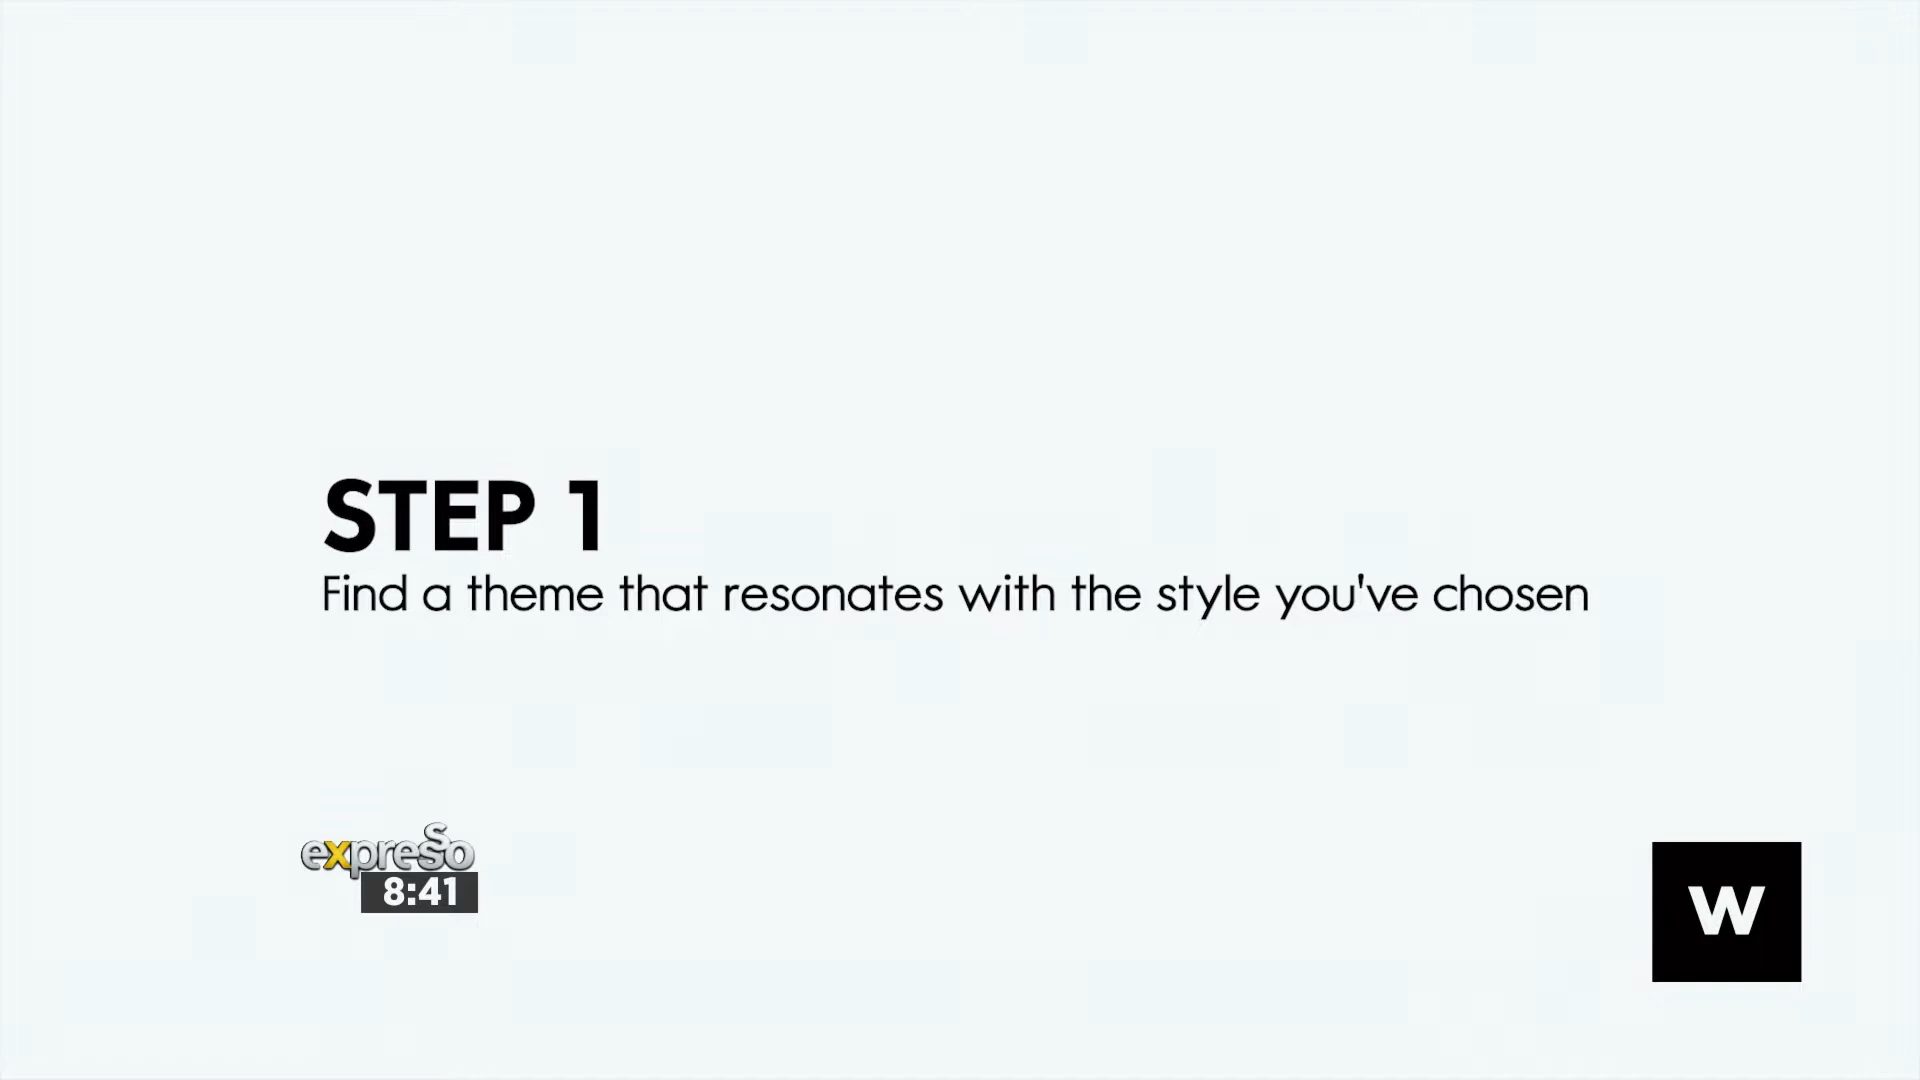 STEP 1
Find a theme that resonates with the style you've chosen
expresso
8:41
W